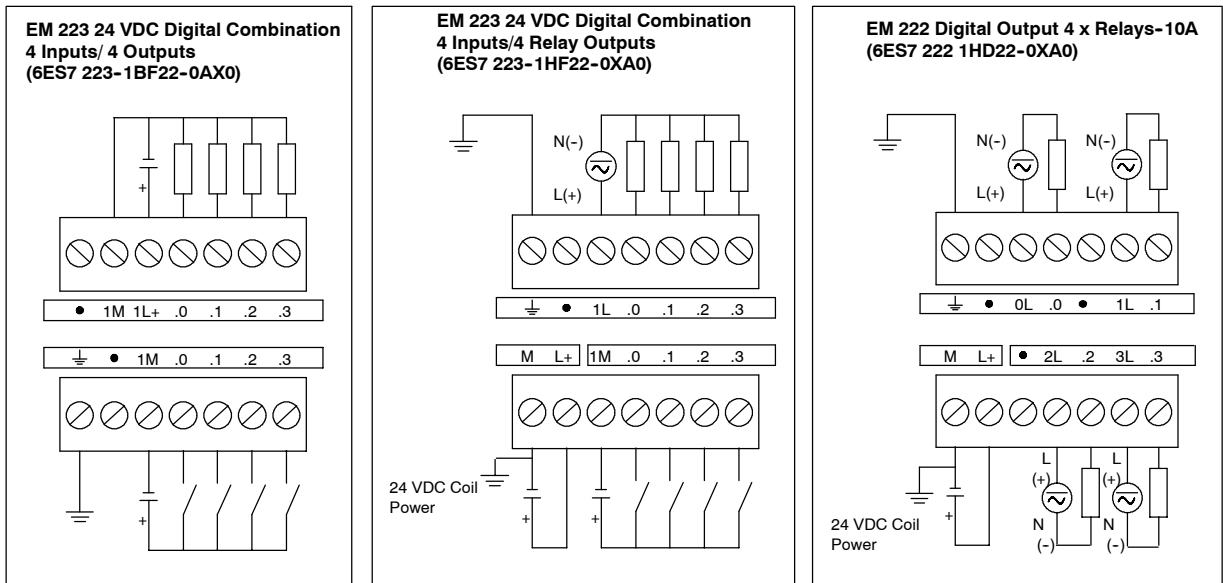 EM 223 24 VDC Digital Combination
4 Inputs/ 4 Outputs
(6ES7 223-1BF22-0AX0)
+
● 1M 1L+ .0 .1 .2 .3
⏚ ● 1M .0 .1 .2 .3
+
EM 223 24 VDC Digital Combination
4 Inputs/4 Relay Outputs
(6ES7 223-1HF22-0XA0)
N(-)
L(+)
⏚ ● 1L .0 .1 .2 .3
M L+ 1M .0 .1 .2 .3
24 VDC Coil
Power
+ +
EM 222 Digital Output 4 x Relays-10A
(6ES7 222 1HD22-0XA0)
N(-) N(-)
L(+) L(+)
⏚ ● 0L .0 ● 1L .1
M L+ ● 2L .2 3L .3
L L
(+) (+)
24 VDC Coil
Power
+
N N
(-) (-)